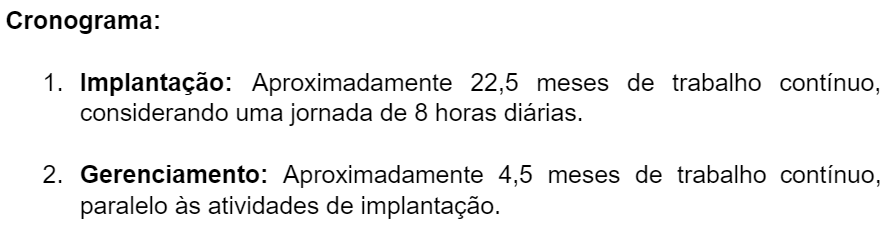 Cronograma:
1. Implantação: Aproximadamente 22,5 meses de trabalho contínuo,
considerando uma jornada de 8 horas diárias.
2. Gerenciamento: Aproximadamente 4,5 meses de trabalho contínuo,
paralelo às atividades de implantação.